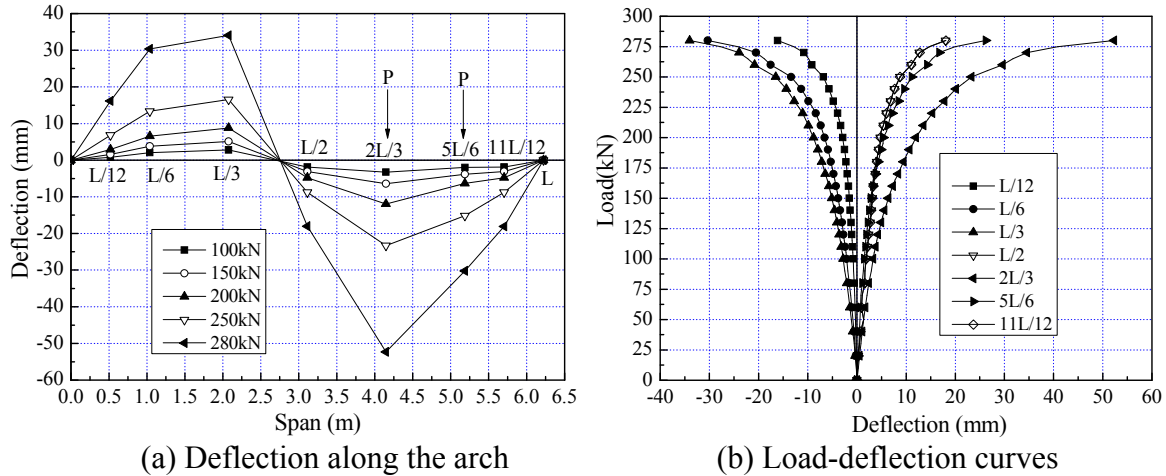 40
30
20
10
0
-10
-20
-30
-40
-50
-60
Deflection (mm)
P P
L/12 L/6 L/3 L/2 2L/3 5L/6 11L/12 L
100kN
150kN
200kN
250kN
280kN
0.0 0.5 1.0 1.5 2.0 2.5 3.0 3.5 4.0 4.5 5.0 5.5 6.0 6.5
Span (m)
(a) Deflection along the arch
300
275
250
225
200
175
150
125
100
75
50
25
0
Load(kN)
L/12
L/6
L/3
L/2
2L/3
5L/6
11L/12
-40 -30 -20 -10 0 10 20 30 40 50 60
Deflection (mm)
(b) Load-deflection curves